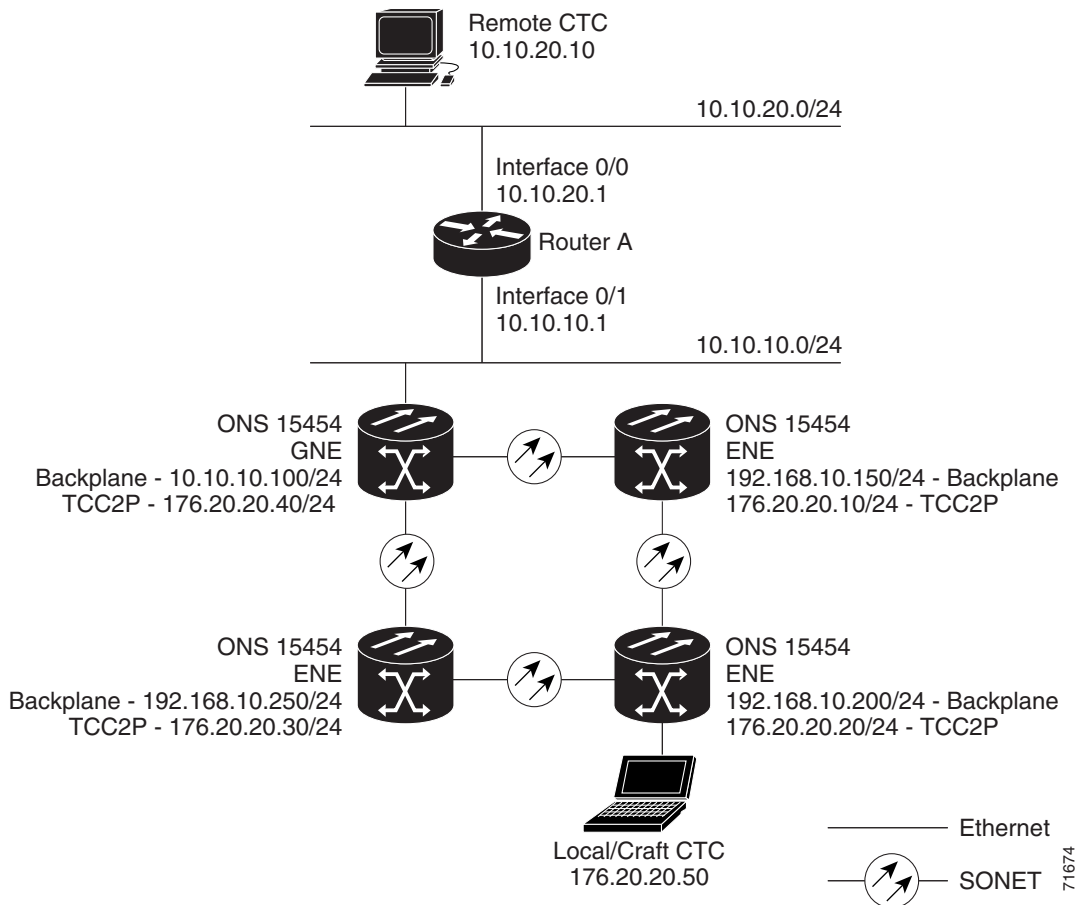 Remote CTC
10.10.20.10
10.10.20.0/24
Interface 0/0
10.10.20.1
Router A
Interface 0/1
10.10.10.1
10.10.10.0/24
ONS 15454
GNE
Backplane - 10.10.10.100/24
TCC2P - 176.20.20.40/24
ONS 15454
ENE
192.168.10.150/24 - Backplane
176.20.20.10/24 - TCC2P
ONS 15454
ENE
Backplane - 192.168.10.250/24
TCC2P - 176.20.20.30/24
ONS 15454
ENE
192.168.10.200/24 - Backplane
176.20.20.20/24 - TCC2P
Local/Craft CTC
176.20.20.50
Ethernet
SONET
71674